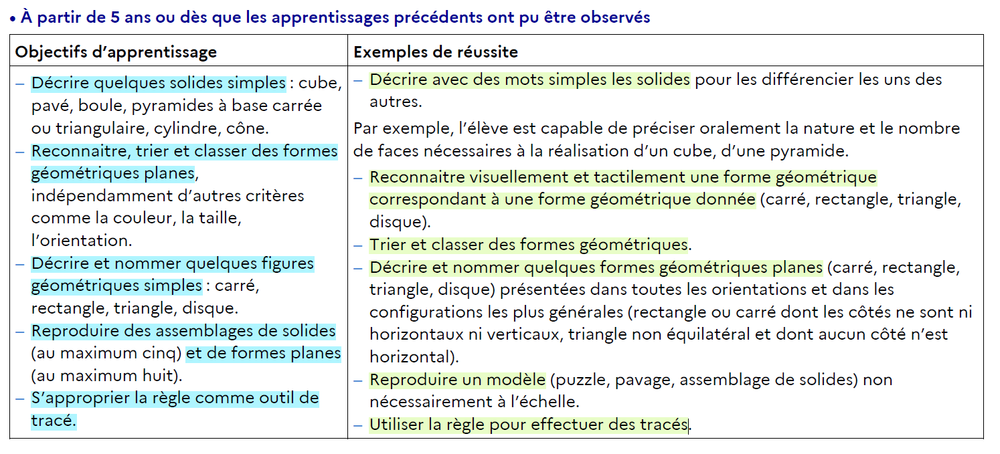 • À partir de 5 ans ou dès que les apprentissages précédents ont pu être observés
Objectifs d’apprentissage
– Décrire quelques solides simples : cube,
pavé, boule, pyramides à base carrée
ou triangulaire, cylindre, cône.
– Reconnaitre, trier et classer des formes
géométriques planes,
indépendamment d’autres critères
comme la couleur, la taille,
l’orientation.
– Décrire et nommer quelques figures
géométriques simples : carré,
rectangle, triangle, disque.
– Reproduire des assemblages de solides
(au maximum cinq) et de formes planes
(au maximum huit).
– S’approprier la règle comme outil de
tracé.
Exemples de réussite
– Décrire avec des mots simples les solides pour les différencier les uns des
autres.
Par exemple, l’élève est capable de préciser oralement la nature et le nombre
de faces nécessaires à la réalisation d’un cube, d’une pyramide.
– Reconnaitre visuellement et tactilement une forme géométrique
correspondant à une forme géométrique donnée (carré, rectangle, triangle,
disque).
– Trier et classer des formes géométriques.
– Décrire et nommer quelques formes géométriques planes (carré, rectangle,
triangle, disque) présentées dans toutes les orientations et dans les
configurations les plus générales (rectangle ou carré dont les côtés ne sont ni
horizontaux ni verticaux, triangle non équilatéral et dont aucun côté n’est
horizontal).
– Reproduire un modèle (puzzle, pavage, assemblage de solides) non
nécessairement à l’échelle.
– Utiliser la règle pour effectuer des tracés.